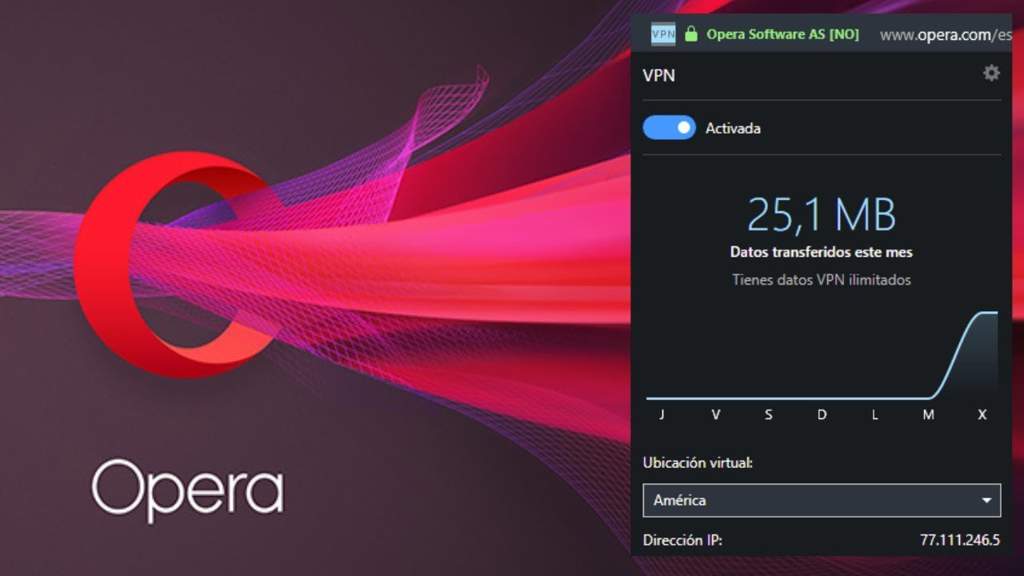 VPN Opera Software AS [NO] www.opera.com/es
VPN
Activada
25,1 MB
Datos transferidos este mes
Tienes datos VPN ilimitados
J V S D L M X
Ubicación virtual:
América
Dirección IP: 77.111.246.5
Opera